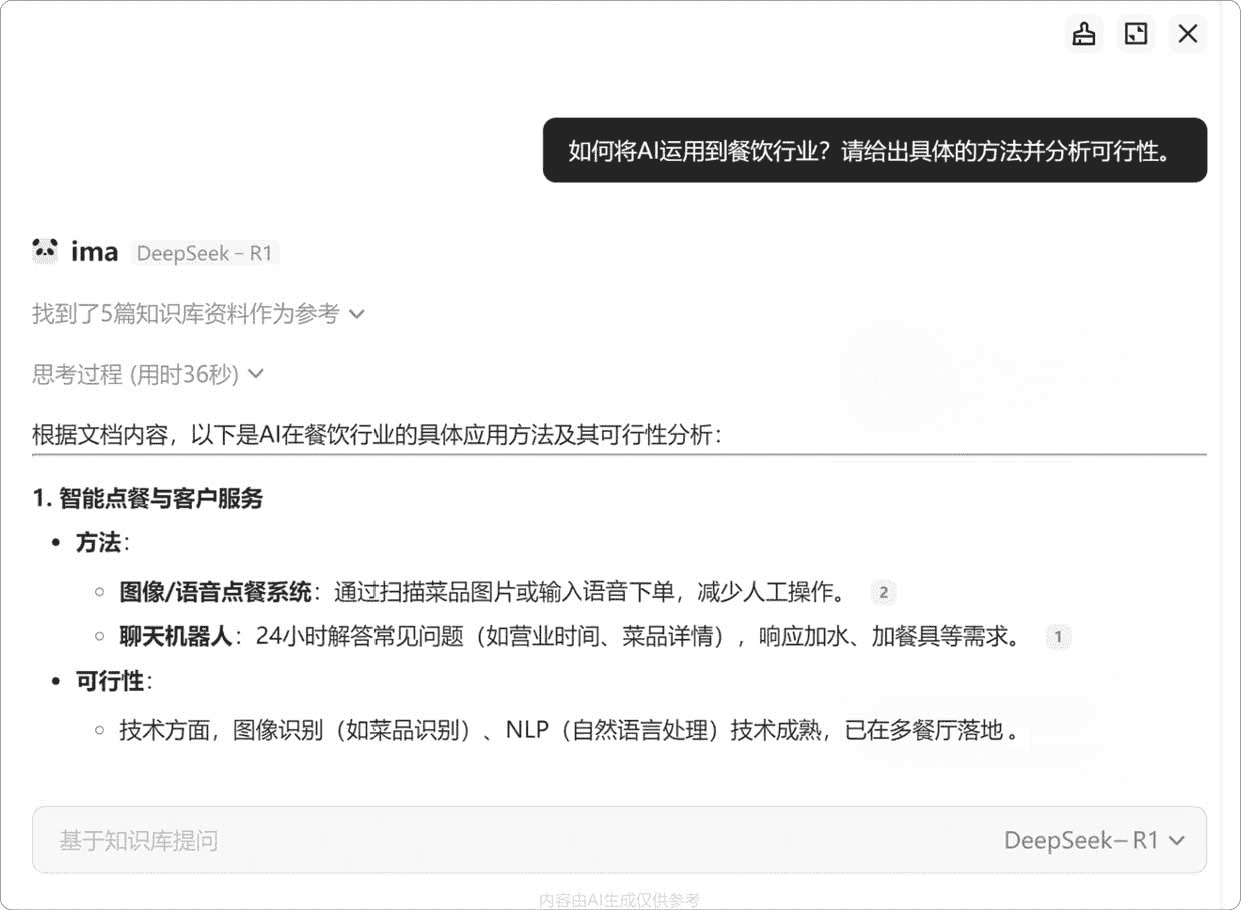 如何将AI运用到餐饮行业？请给出具体的方法并分析可行性。
ima DeepSeek – R1
找到了5篇知识库资料作为参考
思考过程 (用时36秒)
根据文档内容，以下是AI在餐饮行业的具体应用方法及其可行性分析：
1. 智能点餐与客户服务
• 方法：
○ 图像/语音点餐系统：通过扫描菜品图片或输入语音下单，减少人工操作。 2
○ 聊天机器人：24小时解答常见问题（如营业时间、菜品详情），响应加水、加餐具等需求。 1
• 可行性：
○ 技术方面，图像识别（如菜品识别）、NLP（自然语言处理）技术成熟，已在多餐厅落地。
基于知识库提问 DeepSeek– R1
内容由AI生成仅供参考